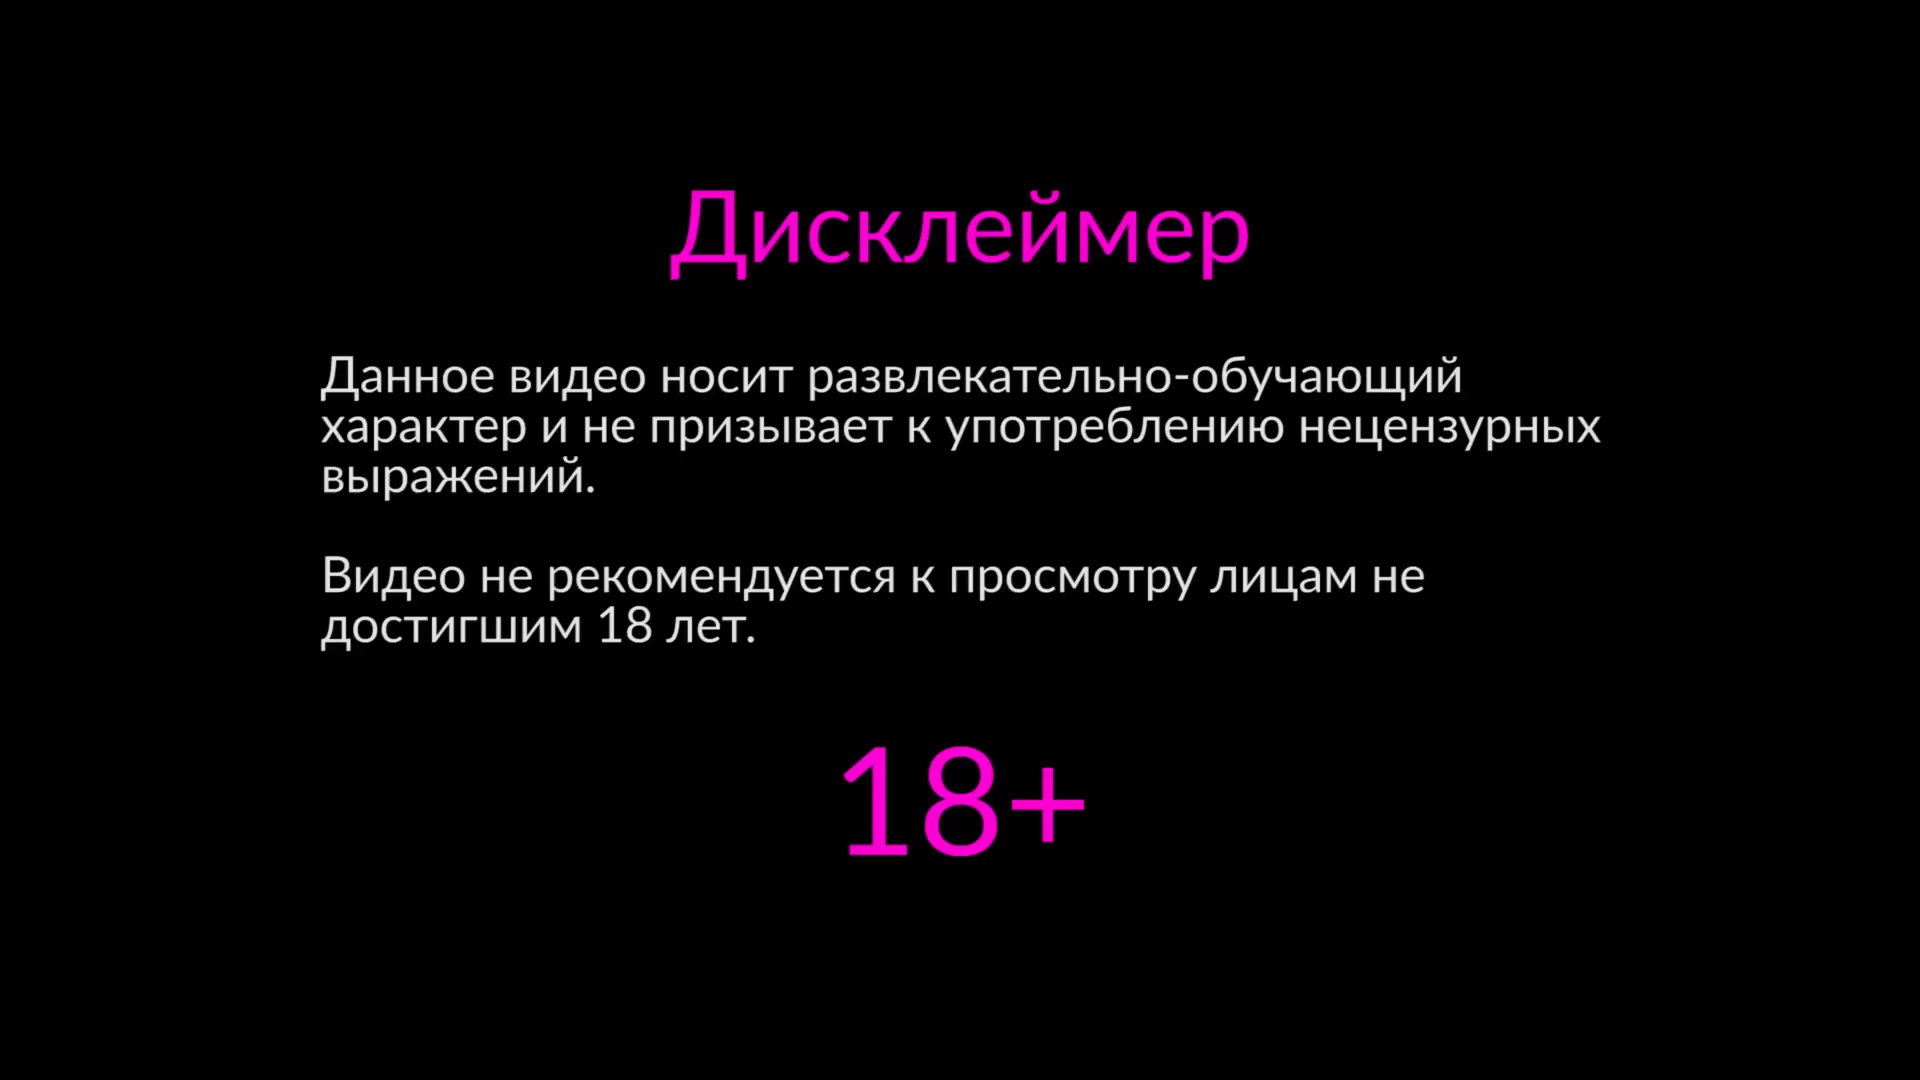 Дисклеймер
Данное видео носит развлекательно-обучающий
характер и не призывает к употреблению нецензурных
выражений.
Видео не рекомендуется к просмотру лицам не
достигшим 18 лет.
18+